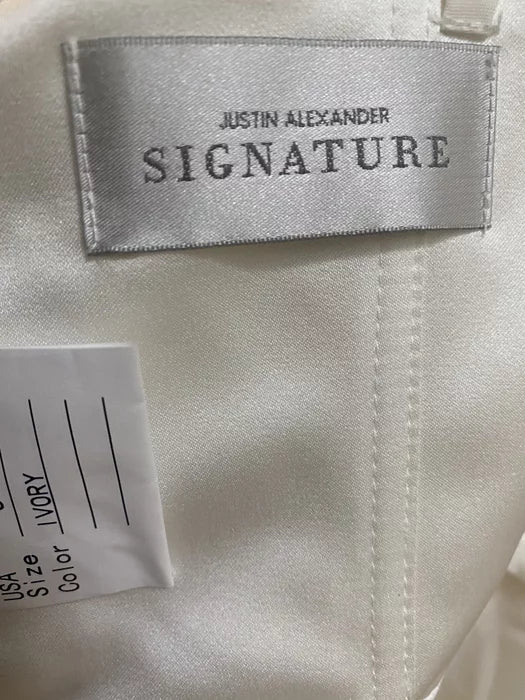 JUSTIN ALEXANDER
SIGNATURE
USA
Size
Color IVORY